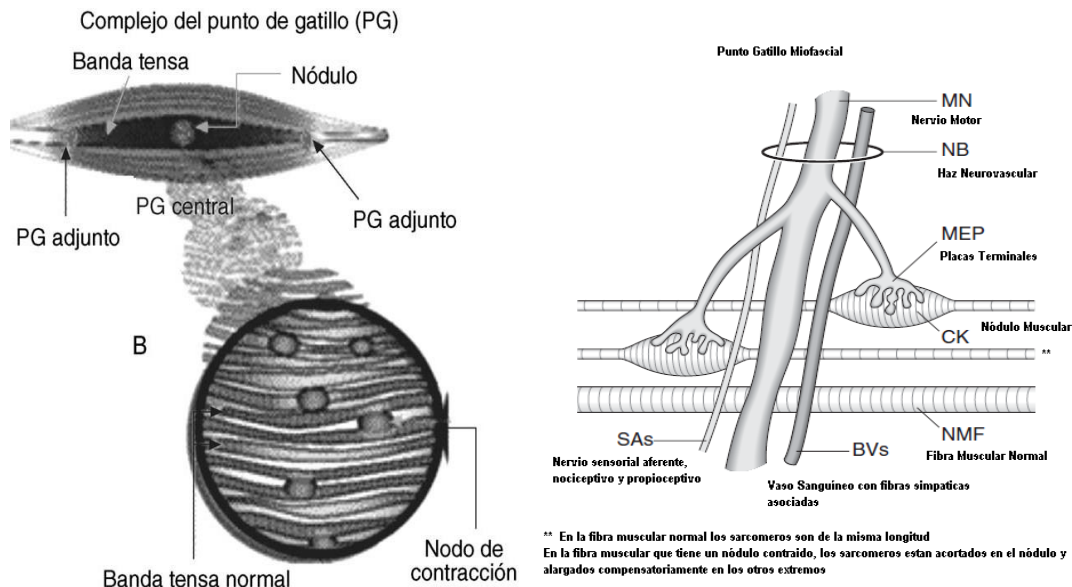 Complejo del punto de gatillo (PG)
Banda tensa
Nódulo
PG central
PG adjunto
PG adjunto
B
Nodo de
contracción
Banda tensa normal
Punto Gatillo Miofascial
MN
Nervio Motor
NB
Haz Neurovascular
MEP
Placas Terminales
Nódulo Muscular
CK
**
NMF
Fibra Muscular Normal
SAs
Nervio sensorial aferente,
nociceptivo y propioceptivo
BVs
Vaso Sanguineo con fibras simpaticas
asociadas
** En la fibra muscular normal los sarcomeros son de la misma longitud
En la fibra muscular que tiene un nódulo contraido, los sarcomeros estan acortados en el nódulo y
alargados compensatoriamente en los otros extremos